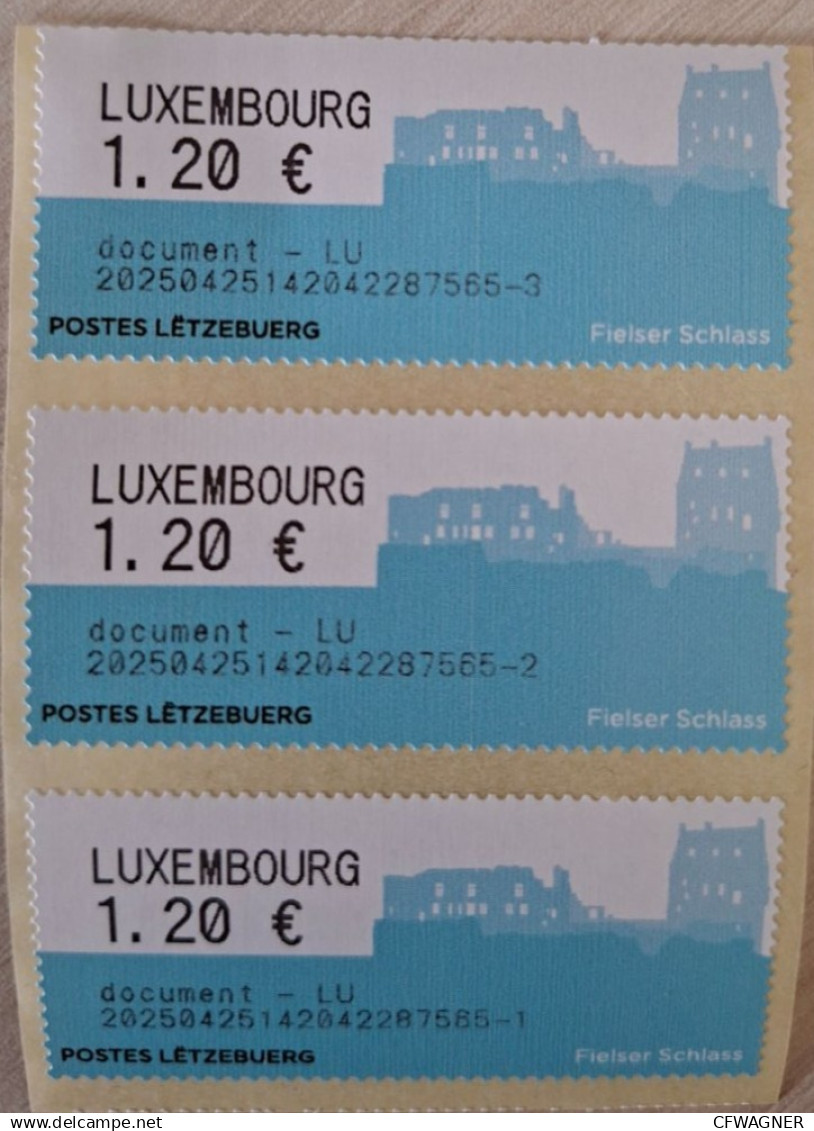 LUXEMBOURG
1.20 €
document - LU
20250425142042287565-3
POSTES LËTZEBUERG
Fielser Schlass
LUXEMBOURG
1.20 €
document - LU
20250425142042287565-2
POSTES LËTZEBUERG
Fielser Schlass
LUXEMBOURG
1.20 €
document - LU
20250425142042287565-1
POSTES LËTZEBUERG
Fielser Schlass
delcampe.net
CFWAGNER